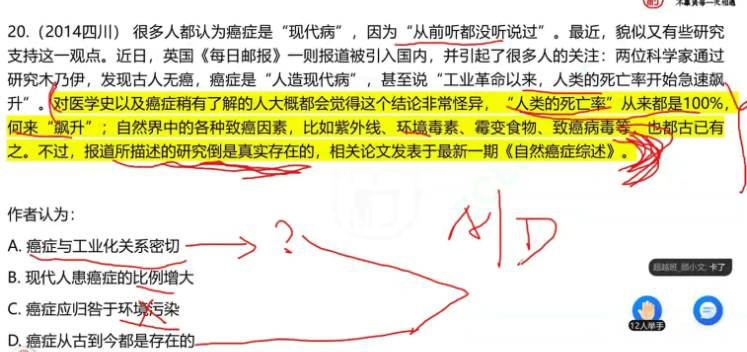 不拿黄等一次相遇
20.（2014四川） 很多人都认为癌症是“现代病”，因为“从前听都没听说过”。最近，貌似又有些研究
支持这一观点。近日，英国《每日邮报》一则报道被引入国内，并引起了很多人的关注：两位科学家通过
研究木乃伊，发现古人无癌，癌症是“人造现代病”，甚至说“工业革命以来，人类的死亡率开始急速飙
升”。对医学史以及癌症稍有了解的人大概都会觉得这个结论非常怪异，“人类的死亡率”从来都是100%，
何来“飙升”；自然界中的各种致癌因素，比如紫外线、环境毒素、霉变食物、致癌病毒等，也都古已有
之。不过，报道所描述的研究倒是真实存在的，相关论文发表于最新一期《自然癌症综述》。
作者认为：
A. 癌症与工业化关系密切
?
A|D
B. 现代人患癌症的比例增大
超越班_顾小文: 卡了
C. 癌症应归咎于环境污染
12人举手
D. 癌症从古到今都是存在的